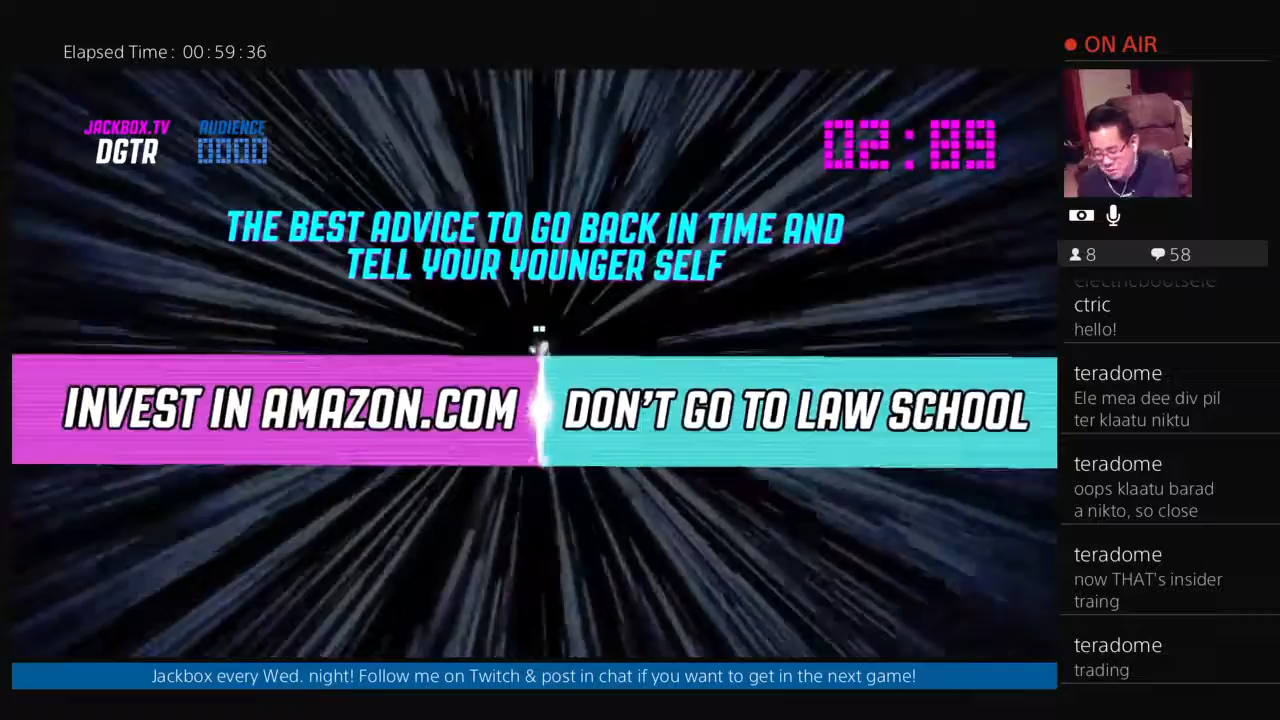 Elapsed Time: 00:59:36
ON AIR
JACKBOX.TV
DGTR
AUDIENCE
0000
THE BEST ADVICE TO GO BACK IN TIME AND
TELL YOUR YOUNGER SELF
INVEST IN AMAZON.COM
DON'T GO TO LAW SCHOOL
8
58
ctric
hello!
teradome
Ele mea dee div pil
ter klaatu niktu
teradome
oops klaatu barad
a nikto, so close
teradome
now THAT's insider
traing
teradome
trading
Jackbox every Wed. night! Follow me on Twitch & post in chat if you want to get in the next game!